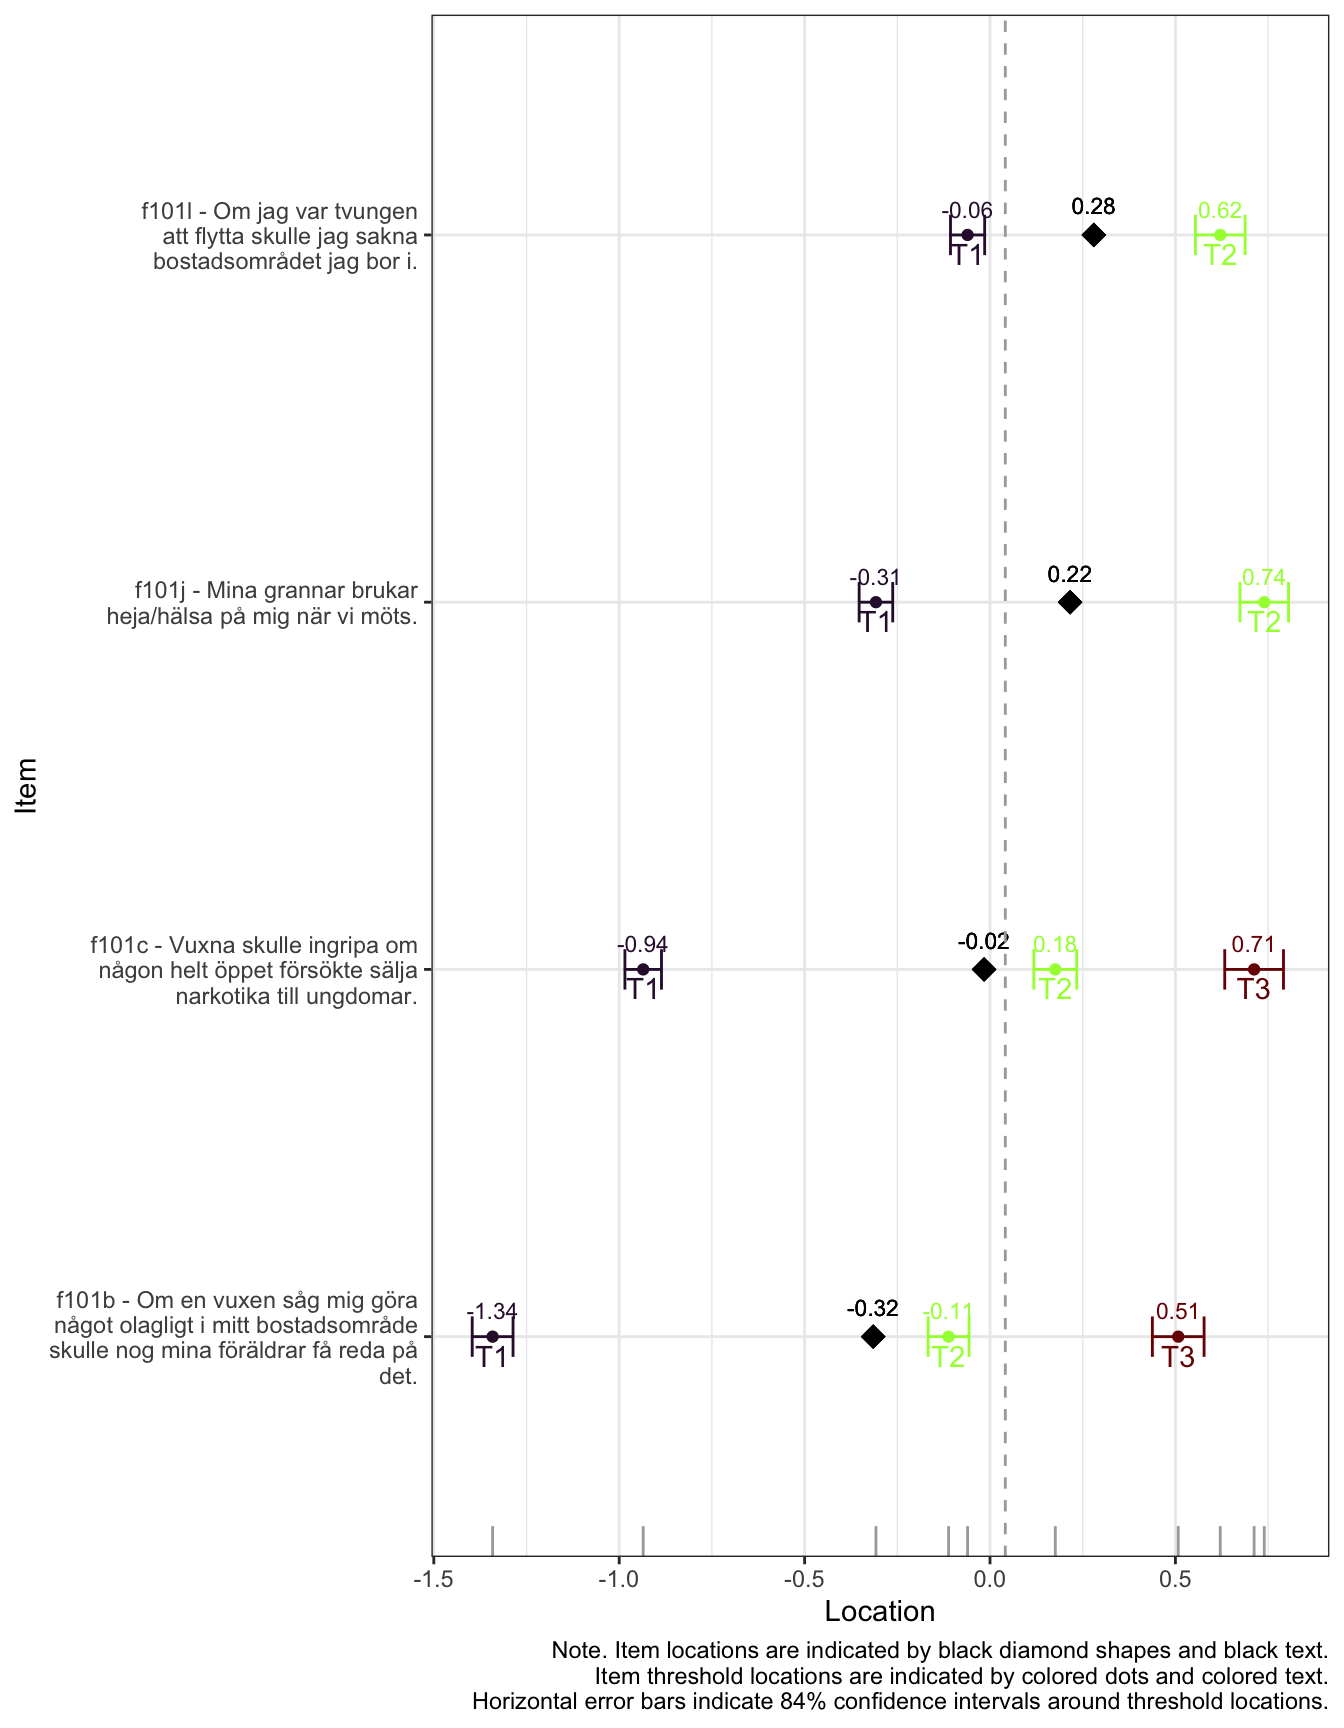 f101l - Om jag var tvungen
att flytta skulle jag sakna
bostadsområdet jag bor i.
-0.06
0.28
0.62
T1
T2
f101j - Mina grannar brukar
heja/hälsa på mig när vi möts.
-0.31
0.22
0.74
T1
T2
Item
f101c - Vuxna skulle ingripa om
någon helt öppet försökte sälja
narkotika till ungdomar.
-0.94
-0.02
0.18
0.71
T1
T2
T3
f101b - Om en vuxen såg mig göra
något olagligt i mitt bostadsområde
skulle nog mina föräldrar få reda på
det.
-1.34
-0.32
-0.11
0.51
T1
T2
T3
-1.5
-1.0
-0.5
0.0
0.5
Location
Note. Item locations are indicated by black diamond shapes and black text.
Item threshold locations are indicated by colored dots and colored text.
Horizontal error bars indicate 84% confidence intervals around threshold locations.